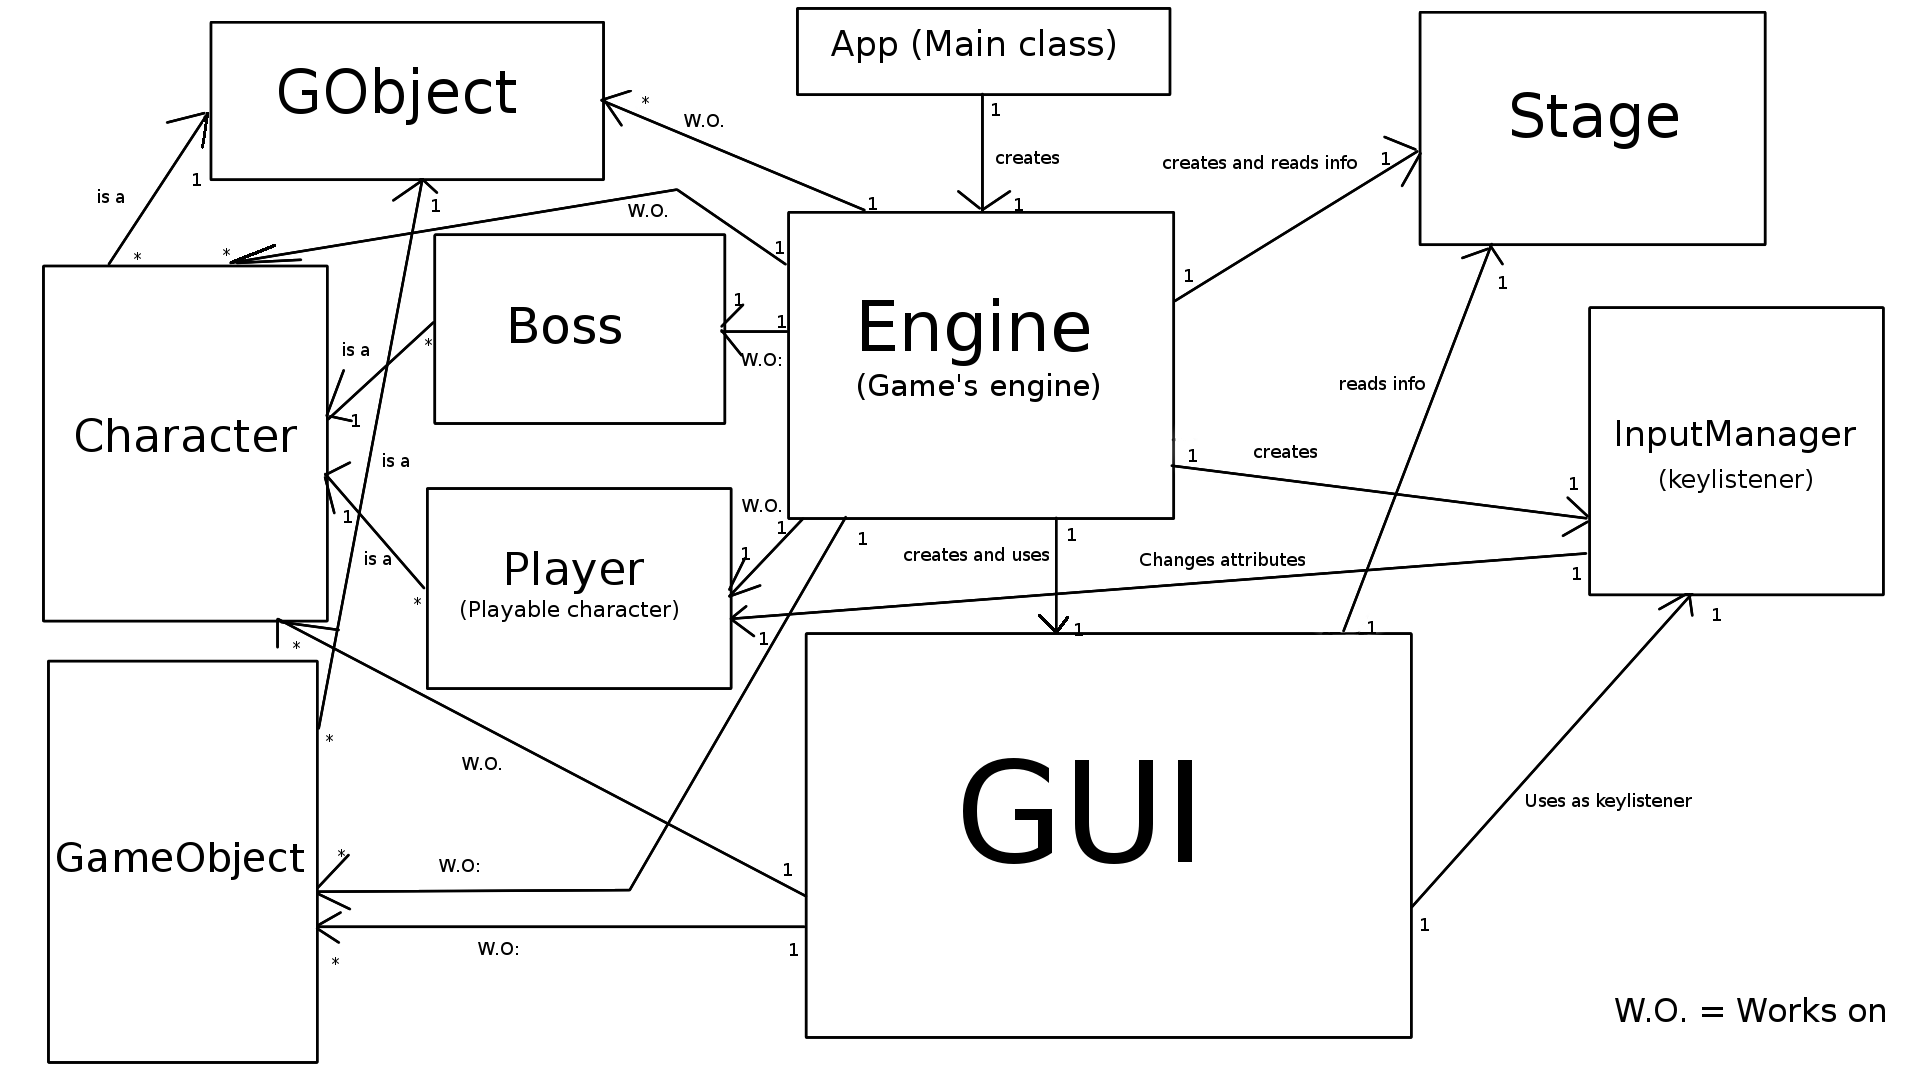 App (Main class)
GObject
Stage
*
W.O.
1
creates
creates and reads info
1
1
is a
1
1
W.O.
1
1
*
*
1
1
1
1
Boss
1
W.O:
Engine
(Game's engine)
is a
*
1
reads info
Character
InputManager
(keylistener)
is a
1
creates
1
1
W.O.
1
1
1
creates and uses
1
Changes attributes
1
is a
*
Player
(Playable character)
1
1
1
1
*
*
W.O.
GUI
Uses as keylistener
GameObject
*
W.O:
1
1
W.O:
1
*
W.O. = Works on